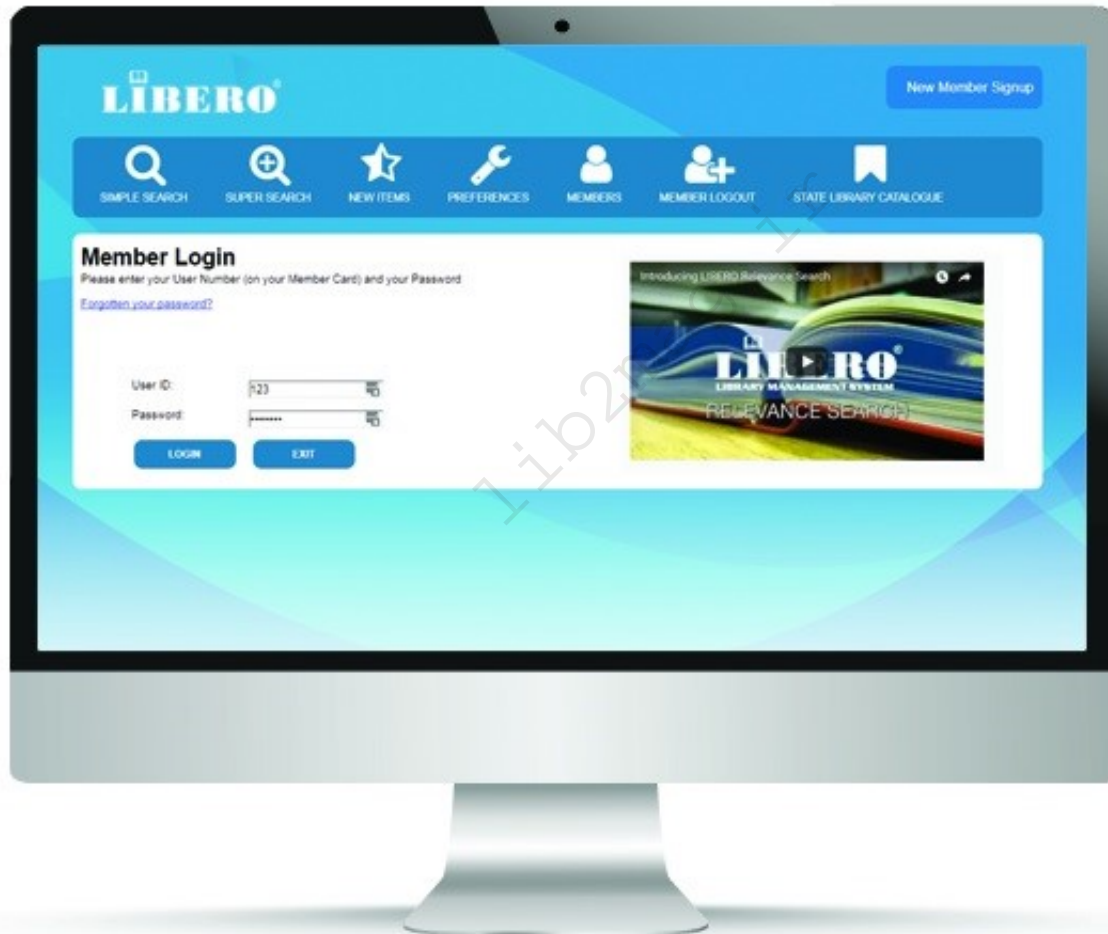 LIBERO®
New Member Signup
SIMPLE SEARCH
SUPER SEARCH
NEW ITEMS
PREFERENCES
MEMBERS
MEMBER LOGOUT
STATE LIBRARY CATALOGUE
Member Login
Please enter your User Number (on your Member Card) and your Password
Forgotten your password?
Introducing LIBERO Relevance Search
LIBERO®
LIBRARY MANAGEMENT SYSTEM
RELEVANCE SEARCH
User ID:
123
Password:
••••••••
LOGIN
EXIT